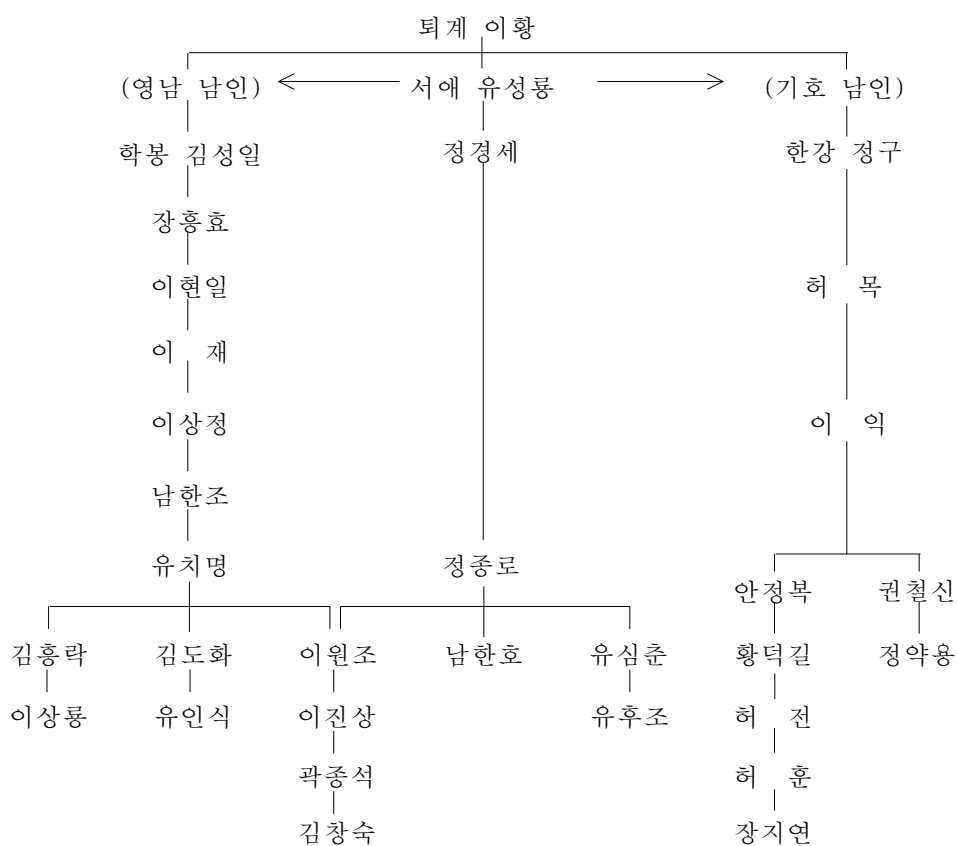 퇴계 이황
(영남 남인) 서애 유성룡 (기호 남인)
학봉 김성일 정경세 한강 정구
장흥효
이현일 허 목
이 재
이상정 이 익
남한조
유치명 정종로
안정복 권철신
김흥락 김도화 이원조 남한호 유심춘 황덕길 정약용
이상룡 유인식 이진상 유후조 허 전
곽종석 허 훈
김창숙 장지연